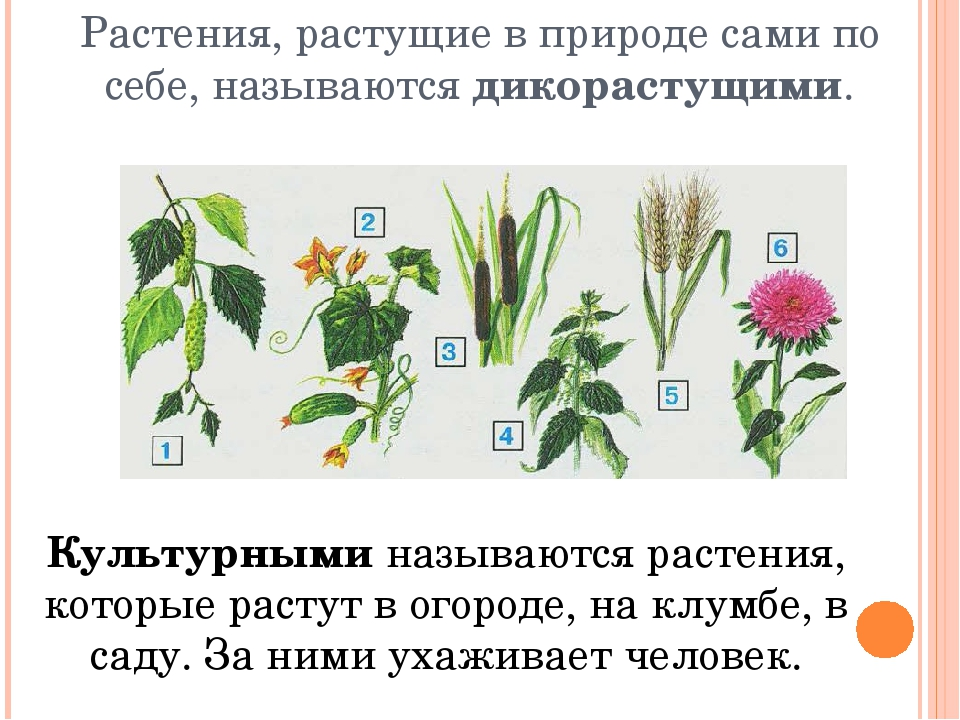 Растения, растущие в природе сами по
себе, называются дикорастущими.
2
6
3
5
4
1
Культурными называются растения,
которые растут в огороде, на клумбе, в
саду. За ними ухаживает человек.